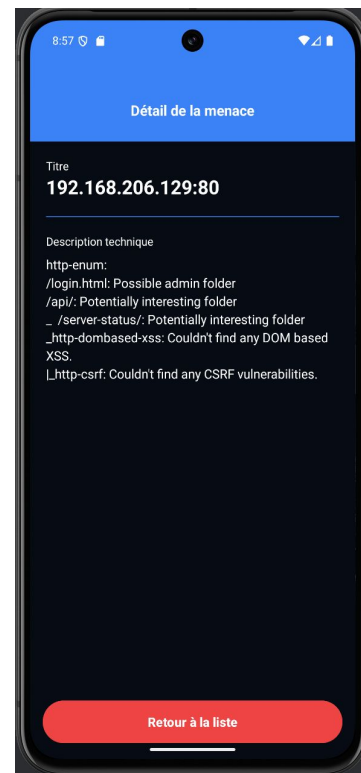 8:57
Détail de la menace
Titre
192.168.206.129:80
Description technique
http-enum:
/login.html: Possible admin folder
/api/: Potentially interesting folder
_ /server-status/: Potentially interesting folder
_http-dombased-xss: Couldn't find any DOM based
XSS.
|_http-csrf: Couldn't find any CSRF vulnerabilities.
Retour à la liste